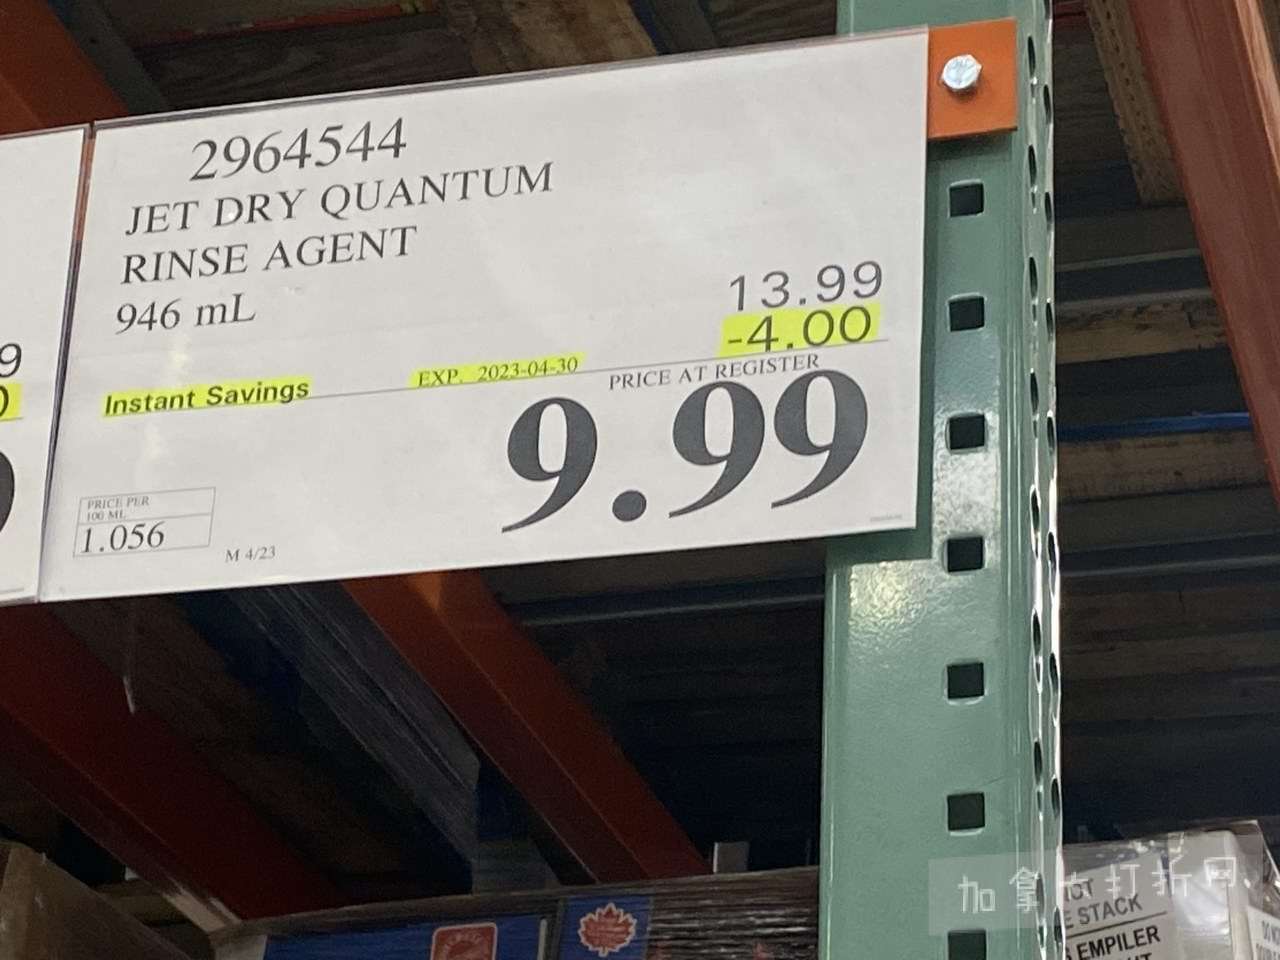 2964544
JET DRY QUANTUM
RINSE AGENT
946 mL
13.99
-4.00
Instant Savings
EXP. 2023-04-30
PRICE AT REGISTER
9.99
PRICE PER
100 ML
1.056
M 4/23
9
加拿大打折网
STACK
EMPILER